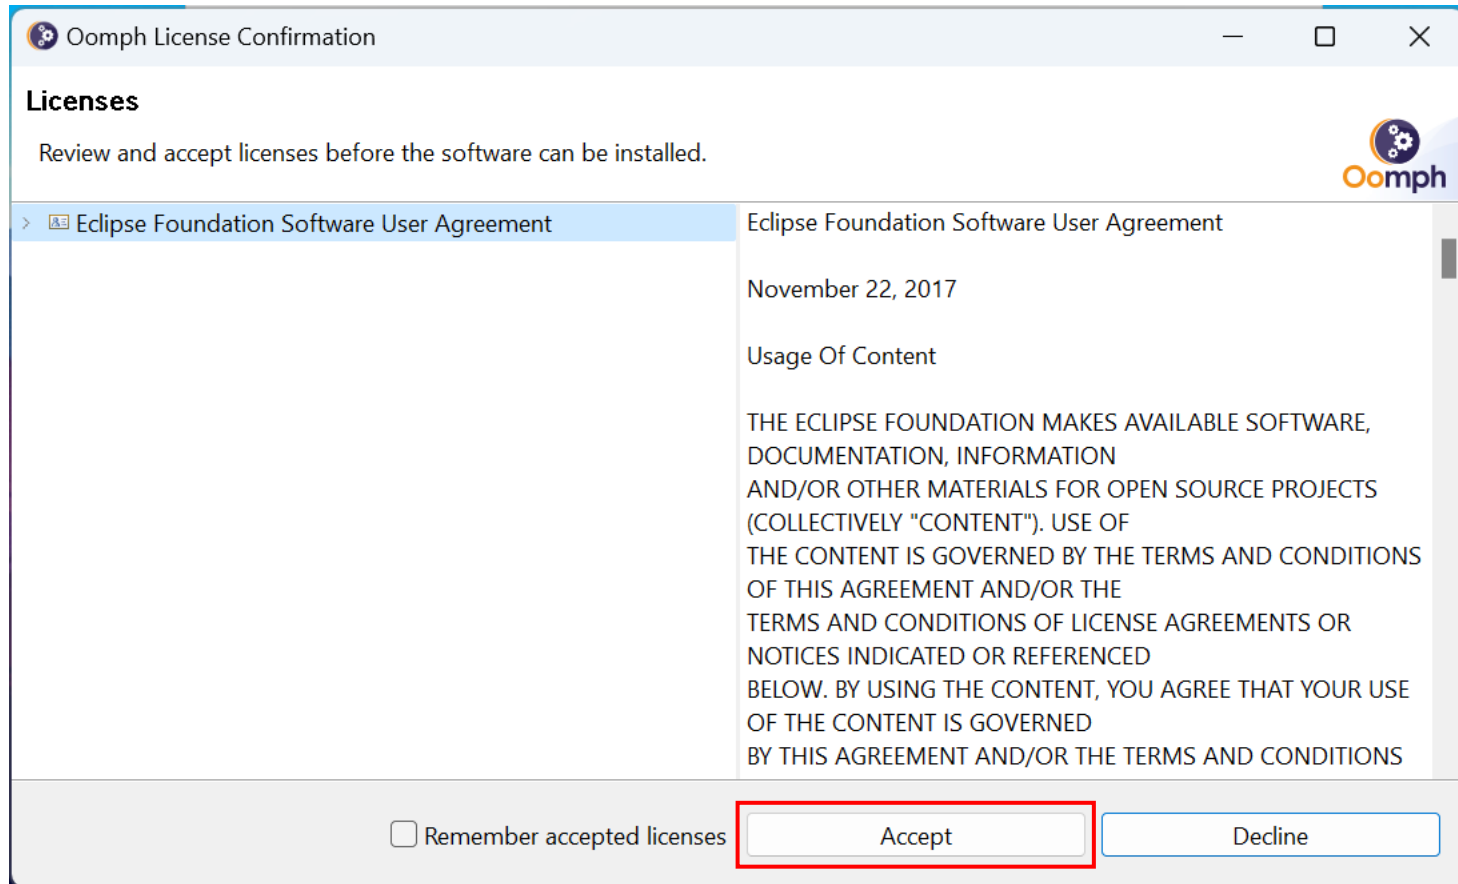 Oomph License Confirmation
Licenses
Review and accept licenses before the software can be installed.
Oomph
Eclipse Foundation Software User Agreement
Eclipse Foundation Software User Agreement
November 22, 2017
Usage Of Content
THE ECLIPSE FOUNDATION MAKES AVAILABLE SOFTWARE,
DOCUMENTATION, INFORMATION
AND/OR OTHER MATERIALS FOR OPEN SOURCE PROJECTS
(COLLECTIVELY "CONTENT"). USE OF
THE CONTENT IS GOVERNED BY THE TERMS AND CONDITIONS
OF THIS AGREEMENT AND/OR THE
TERMS AND CONDITIONS OF LICENSE AGREEMENTS OR
NOTICES INDICATED OR REFERENCED
BELOW. BY USING THE CONTENT, YOU AGREE THAT YOUR USE
OF THE CONTENT IS GOVERNED
BY THIS AGREEMENT AND/OR THE TERMS AND CONDITIONS
Remember accepted licenses
Accept
Decline